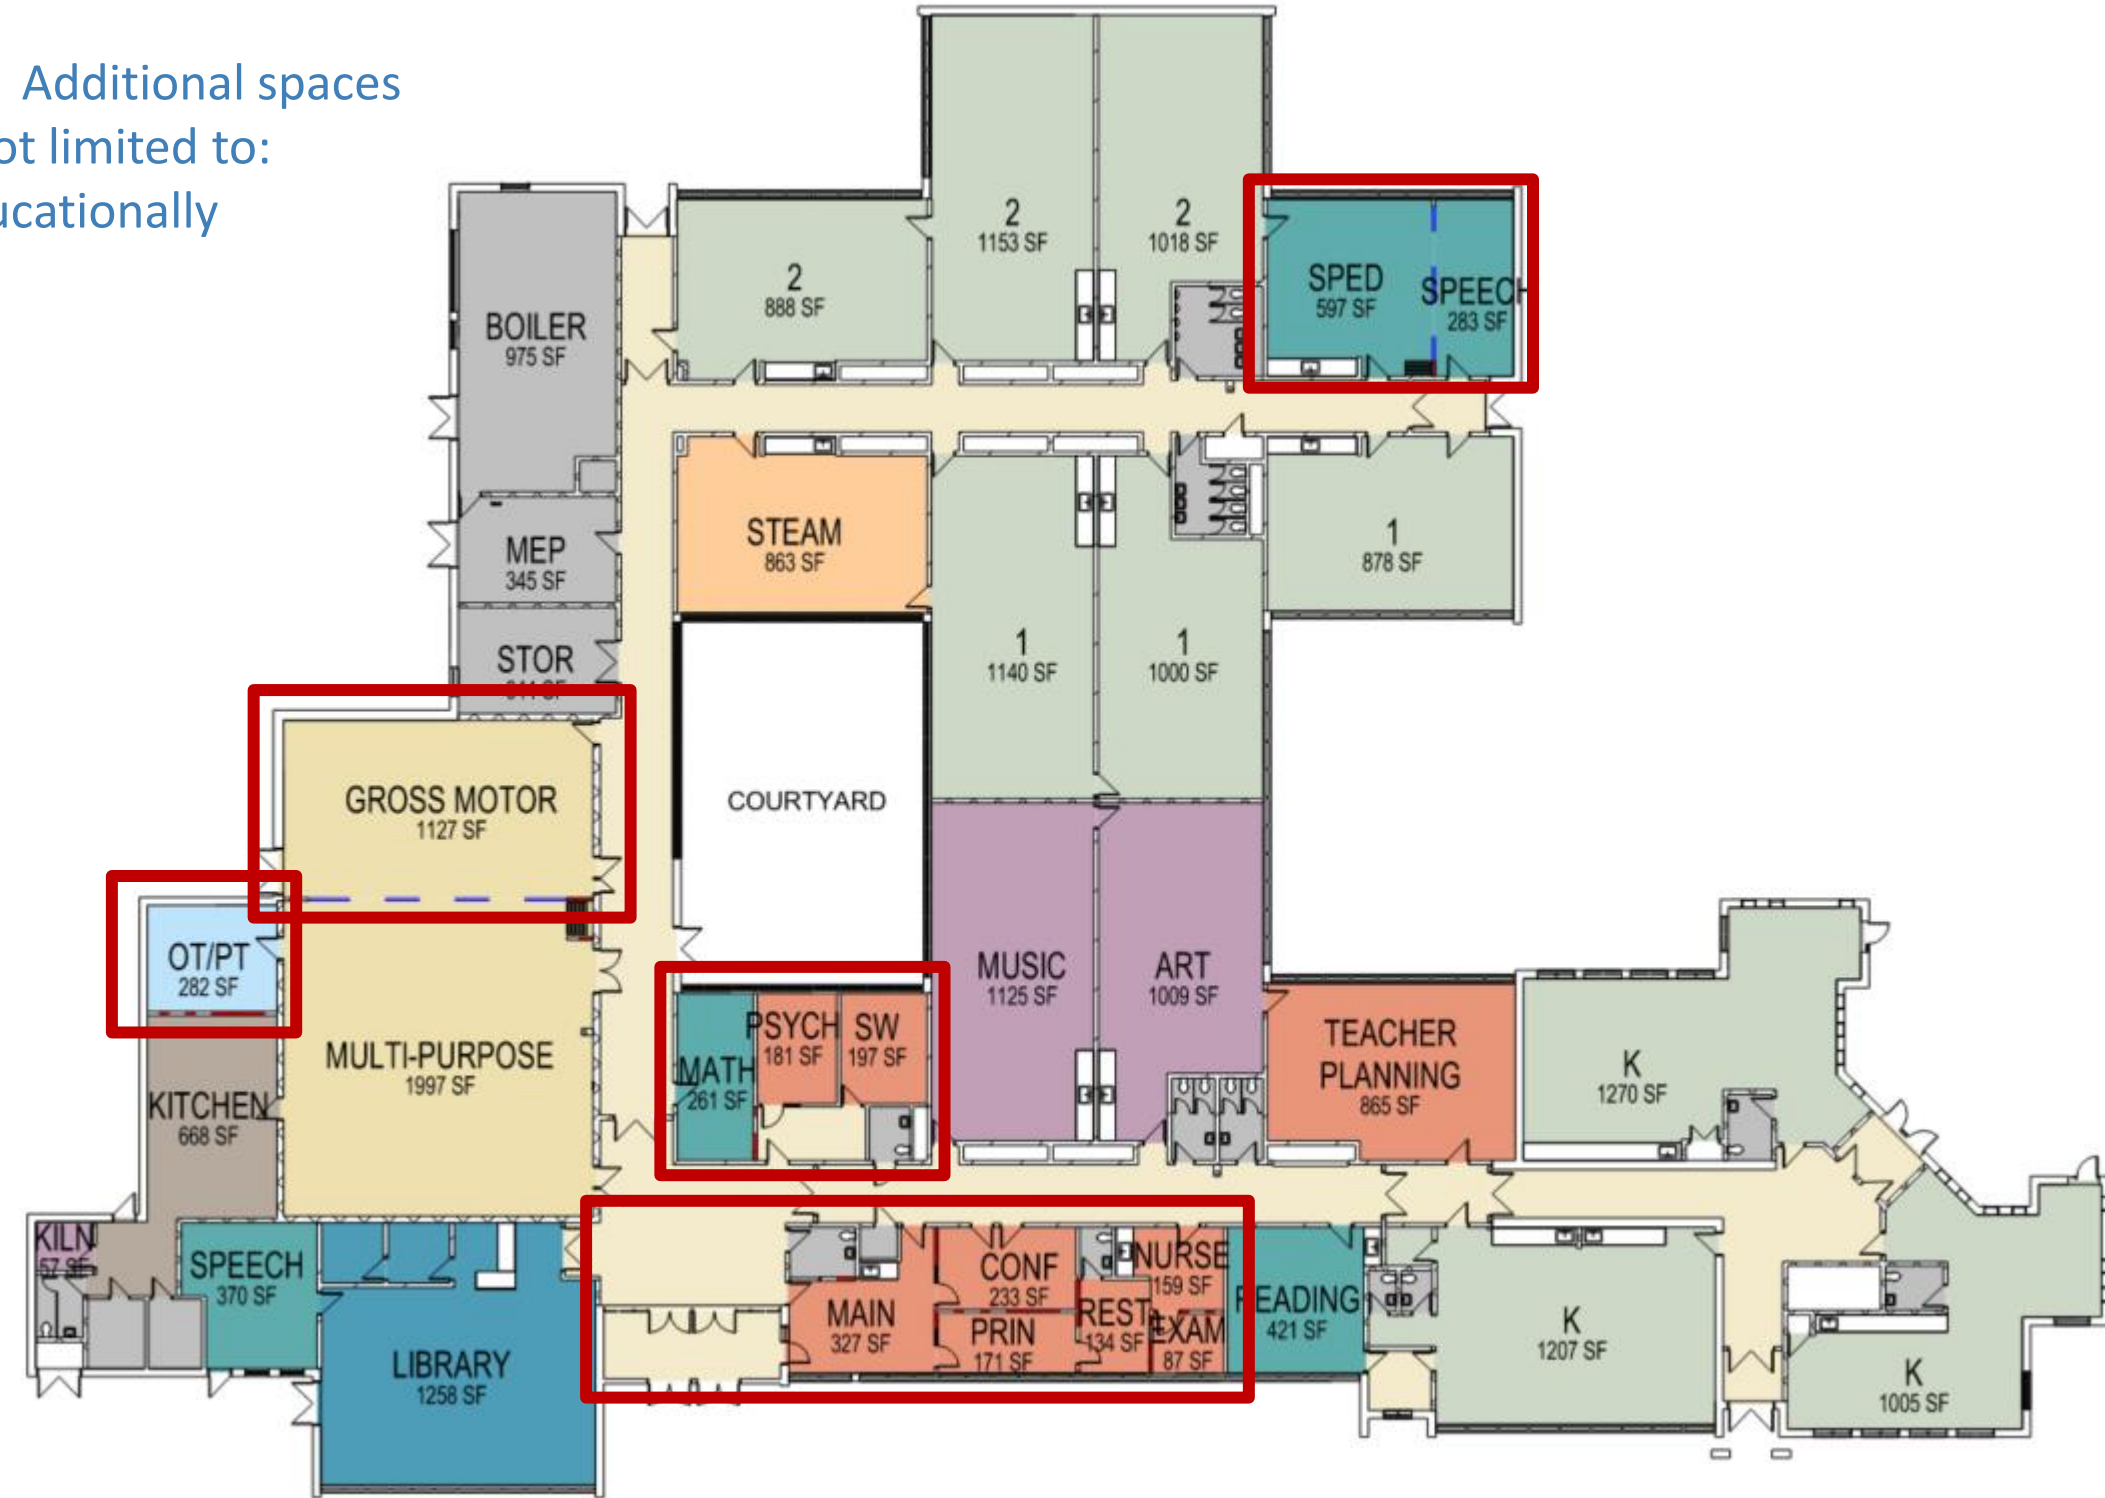 Additional spaces
ot limited to:
ucationally
2
1153 SF
2
1018 SF
2
888 SF
SPED
597 SF
SPEECH
283 SF
BOILER
975 SF
STEAM
863 SF
1
878 SF
MEP
345 SF
1
1140 SF
1
1000 SF
STOR
SF
GROSS MOTOR
1127 SF
COURTYARD
OT/PT
282 SF
MUSIC
1125 SF
ART
1009 SF
MULTI-PURPOSE
1997 SF
MATH
261 SF
PSYCH
181 SF
SW
197 SF
TEACHER
PLANNING
865 SF
K
1270 SF
KITCHEN
668 SF
KILN
57 SF
SPEECH
370 SF
LIBRARY
1258 SF
MAIN
327 SF
CONF
233 SF
PRIN
171 SF
REST
134 SF
NURSE
159 SF
EXAM
87 SF
READING
421 SF
K
1207 SF
K
1005 SF